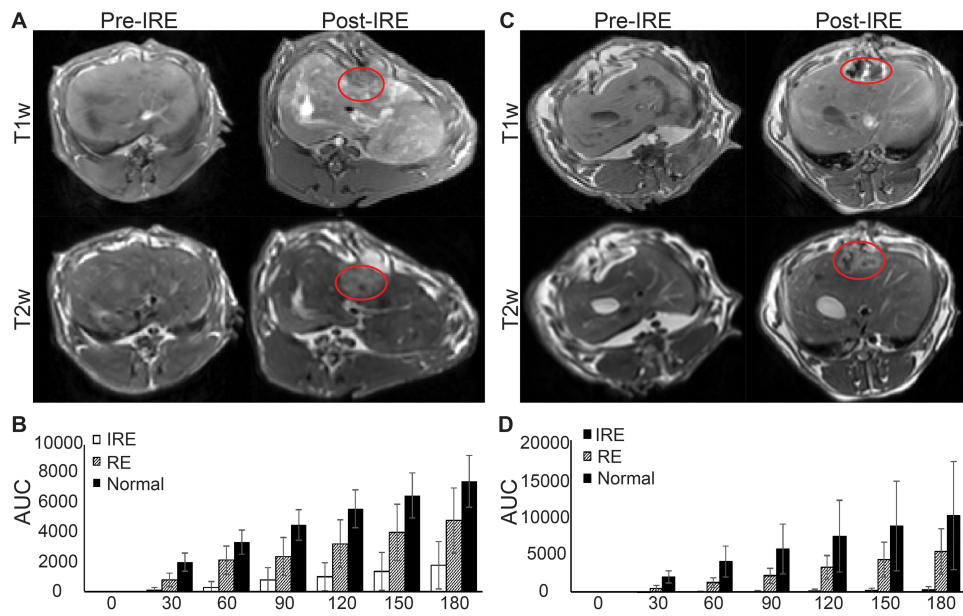 A Pre-IRE Post-IRE
T1w
T2w
B
AUC
10000
8000
6000
4000
2000
0
IRE
RE
Normal
0 30 60 90 120 150 180
C Pre-IRE Post-IRE
T1w
T2w
D
AUC
20000
15000
10000
5000
0
IRE
RE
Normal
0 30 60 90 120 150 180